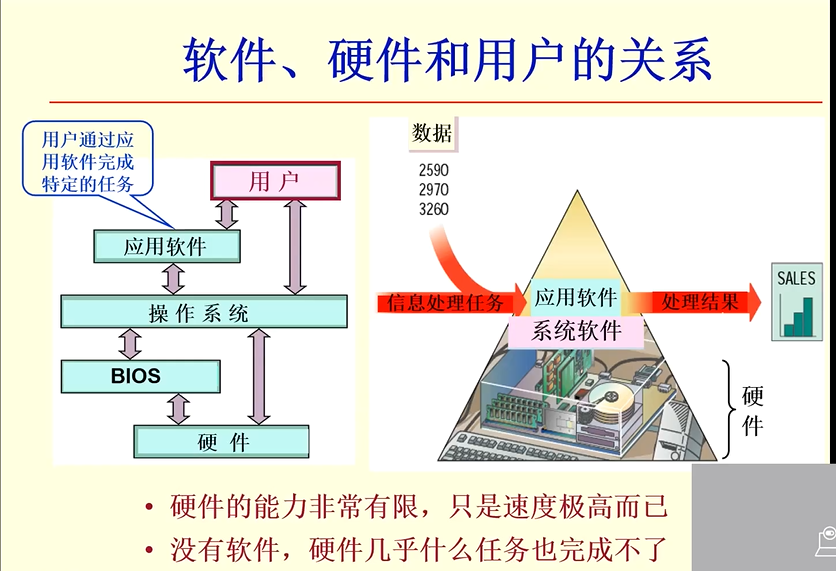 软件、硬件和用户的关系
用户通过应
用软件完成
特定的任务
用 户
应用软件
操 作 系 统
BIOS
硬 件
数据
2590
2970
3260
信息处理任务
应用软件
系统软件
处理结果
SALES
硬
件
• 硬件的能力非常有限，只是速度极高而已
• 没有软件，硬件几乎什么任务也完成不了